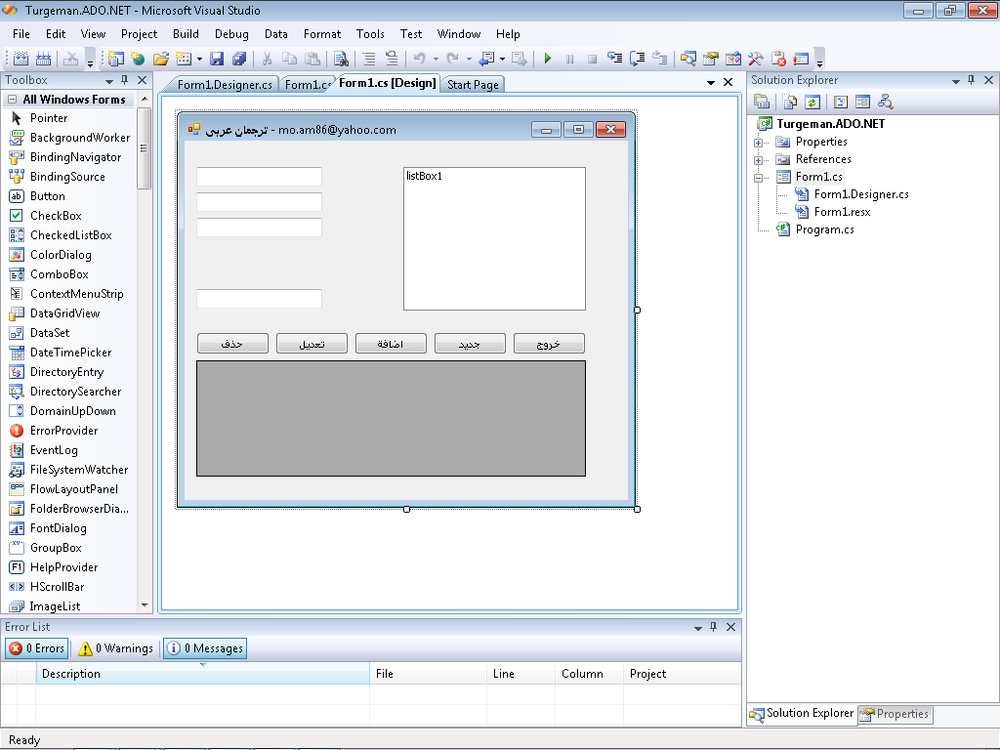 Turgeman.ADO.NET - Microsoft Visual Studio
File Edit View Project Build Debug Data Format Tools Test Window Help
Toolbox
All Windows Forms
Pointer
BackgroundWorker
BindingNavigator
BindingSource
Button
CheckBox
CheckedListBox
ColorDialog
ComboBox
ContextMenuStrip
DataGridView
DataSet
DateTimePicker
DirectoryEntry
DirectorySearcher
DomainUpDown
ErrorProvider
EventLog
FileSystemWatcher
FlowLayoutPanel
FolderBrowserDia...
FontDialog
GroupBox
HelpProvider
HScrollBar
ImageList
Form1.Designer.cs Form1.cs Form1.cs [Design] Start Page
ترجمان عربي - mo.am86@yahoo.com
listBox1
حذف تعديل اضافة جديد خروج
Solution Explorer
Turgeman.ADO.NET
Properties
References
Form1.cs
Form1.Designer.cs
Form1.resx
Program.cs
Solution Explorer Properties
Error List
0 Errors 0 Warnings 0 Messages
Description File Line Column Project
Ready